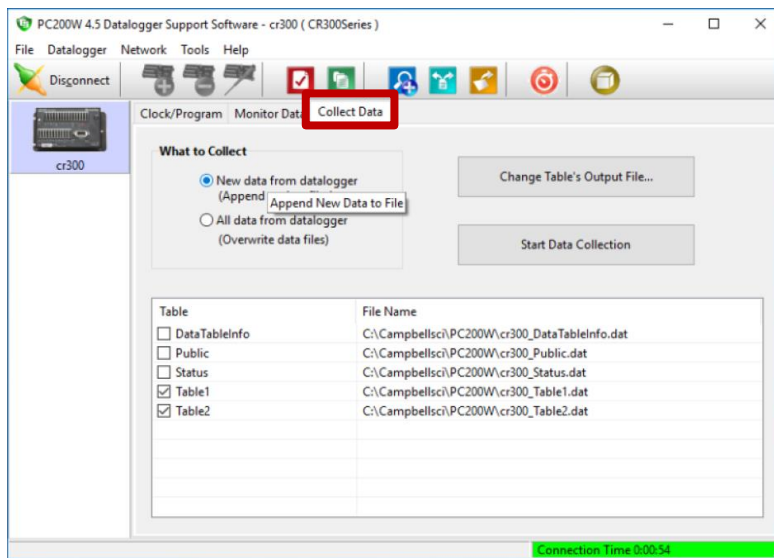 PC200W 4.5 Datalogger Support Software - cr300 ( CR300Series )
File Datalogger Network Tools Help
Disconnect
cr300
Clock/Program Monitor Data Collect Data
What to Collect
New data from datalogger
(Append
Append New Data to File
All data from datalogger
(Overwrite data files)
Change Table's Output File...
Start Data Collection
Table File Name
DataTableInfo C:\Campbellsci\PC200W\cr300_DataTableInfo.dat
Public C:\Campbellsci\PC200W\cr300_Public.dat
Status C:\Campbellsci\PC200W\cr300_Status.dat
Table1 C:\Campbellsci\PC200W\cr300_Table1.dat
Table2 C:\Campbellsci\PC200W\cr300_Table2.dat
Connection Time 0:00:54